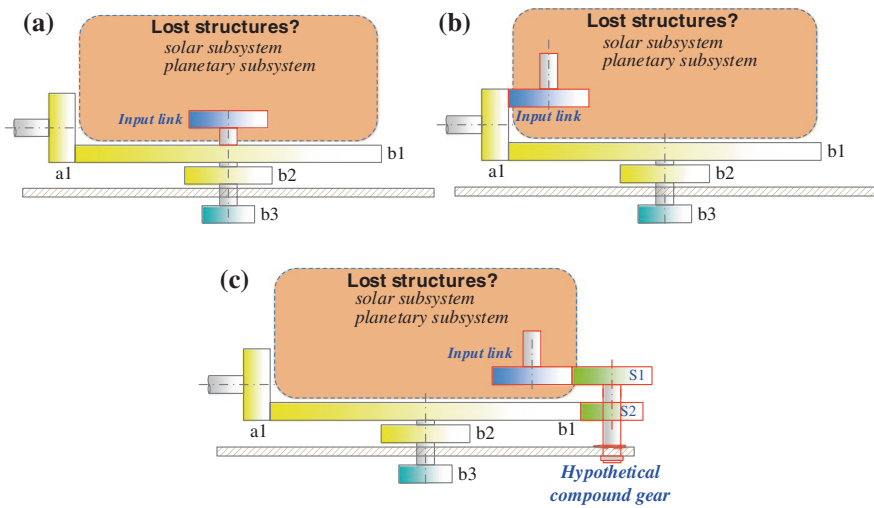 (a)
Lost structures?
solar subsystem
planetary subsystem
Input link
a1
b1
b2
b3
(b)
Lost structures?
solar subsystem
planetary subsystem
Input link
a1
b1
b2
b3
(c)
Lost structures?
solar subsystem
planetary subsystem
Input link
S1
S2
a1
b1
b2
b3
Hypothetical
compound gear